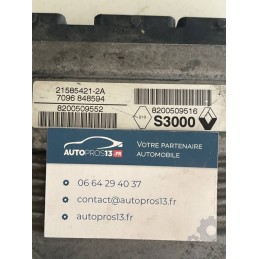 21585421-2A
7096 848594
8200509552
8200509516
S3000
AUTOPROS13.FR
VOTRE PARTENAIRE
AUTOMOBILE
06 64 29 40 37
contact@autopros13.fr
autopros13.fr